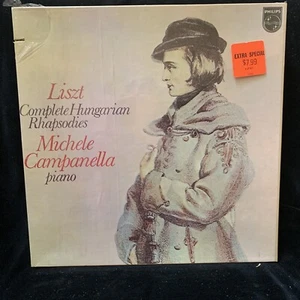 PHILIPS
EXTRA SPECIAL
$7.99
Liszt
Complete Hungarian
Rhapsodies
Michele
Campanella
piano